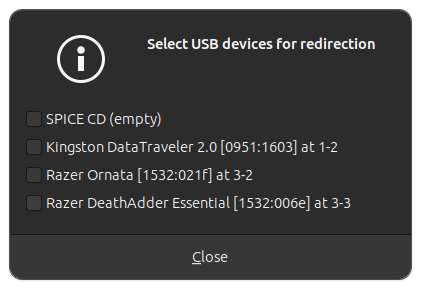 Select USB devices for redirection
SPICE CD (empty)
Kingston DataTraveler 2.0 [0951:1603] at 1-2
Razer Ornata [1532:021f] at 3-2
Razer DeathAdder Essential [1532:006e] at 3-3
Close